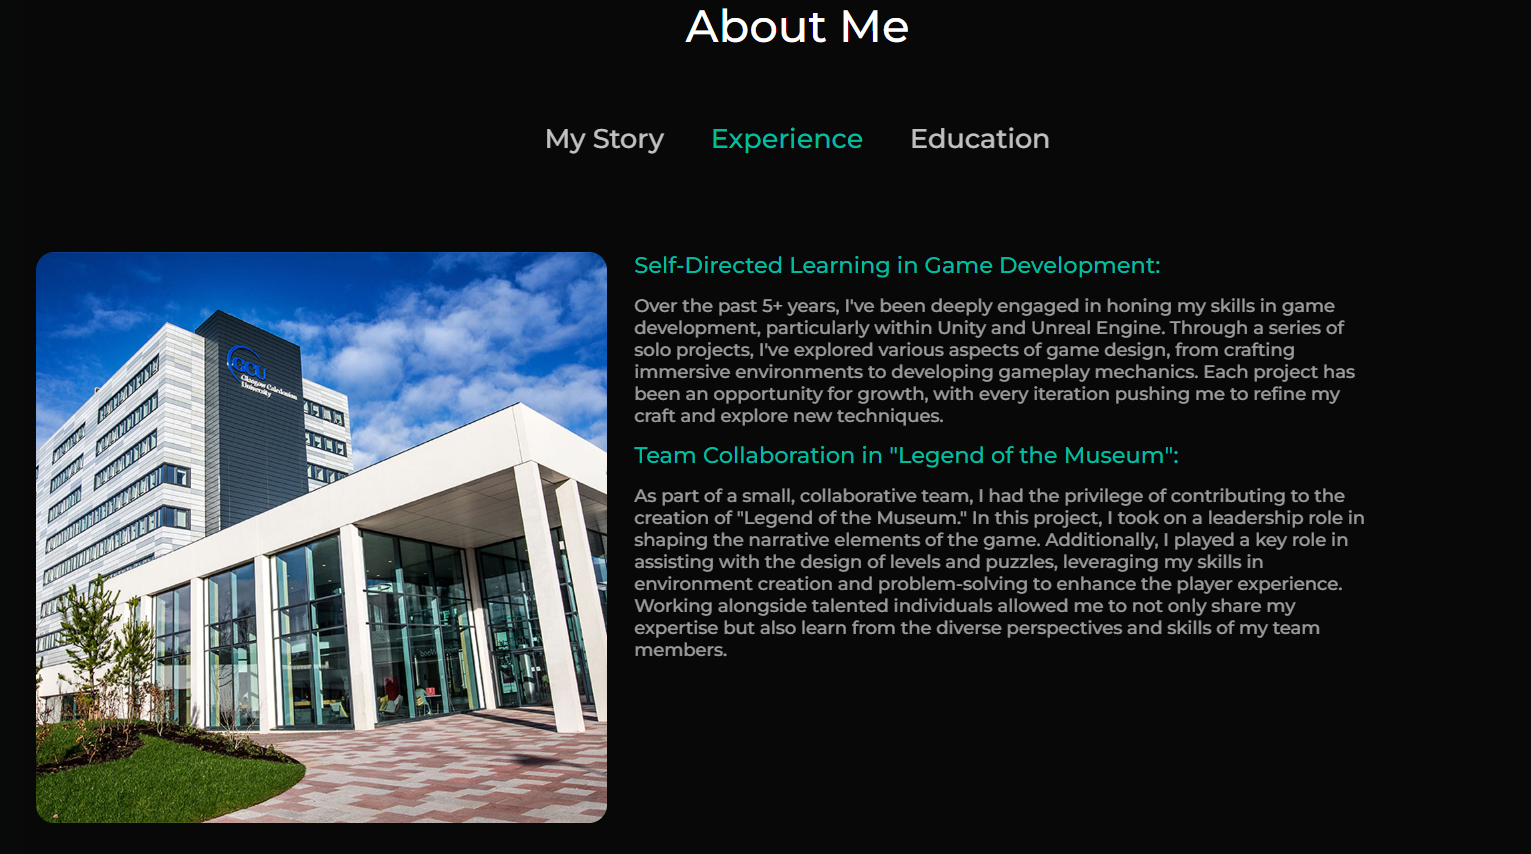 About Me
My Story Experience Education
GCU
Glasgow Caledonian
University
Self-Directed Learning in Game Development:
Over the past 5+ years, I've been deeply engaged in honing my skills in game
development, particularly within Unity and Unreal Engine. Through a series of
solo projects, I've explored various aspects of game design, from crafting
immersive environments to developing gameplay mechanics. Each project has
been an opportunity for growth, with every iteration pushing me to refine my
craft and explore new techniques.
Team Collaboration in "Legend of the Museum":
As part of a small, collaborative team, I had the privilege of contributing to the
creation of "Legend of the Museum." In this project, I took on a leadership role in
shaping the narrative elements of the game. Additionally, I played a key role in
assisting with the design of levels and puzzles, leveraging my skills in
environment creation and problem-solving to enhance the player experience.
Working alongside talented individuals allowed me to not only share my
expertise but also learn from the diverse perspectives and skills of my team
members.